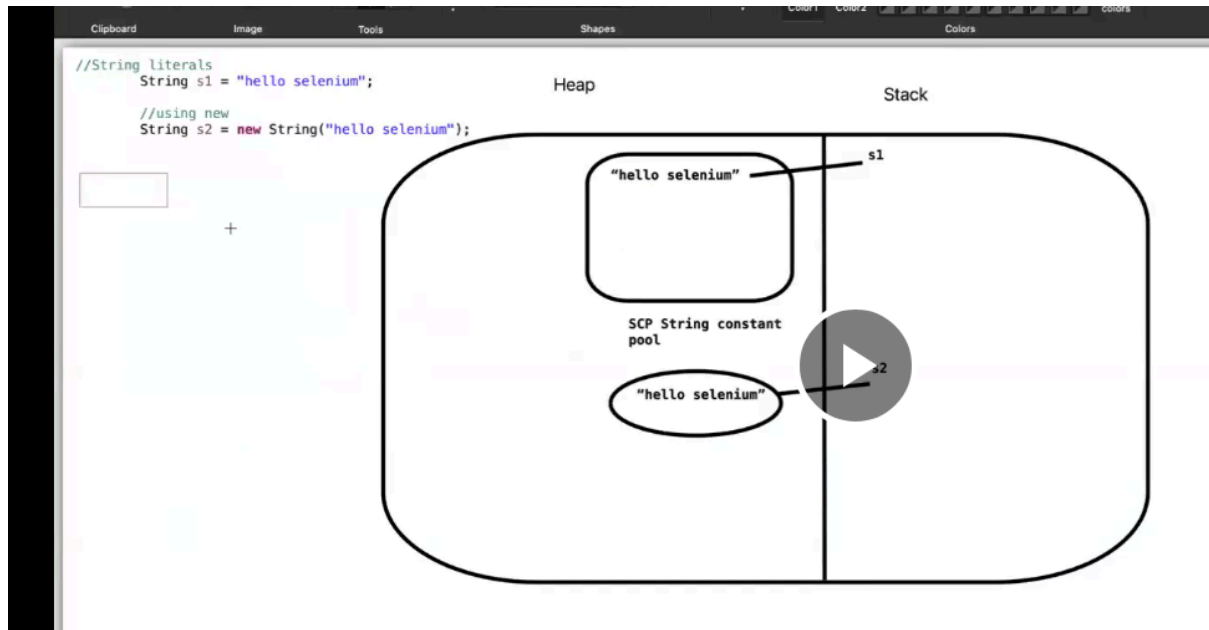 Color1 Color2 colors
Clipboard Image Tools Shapes Colors
//String literals
String s1 = "hello selenium";
//using new
String s2 = new String("hello selenium");
Heap
Stack
s1
“hello selenium”
SCP String constant
pool
s2
“hello selenium”